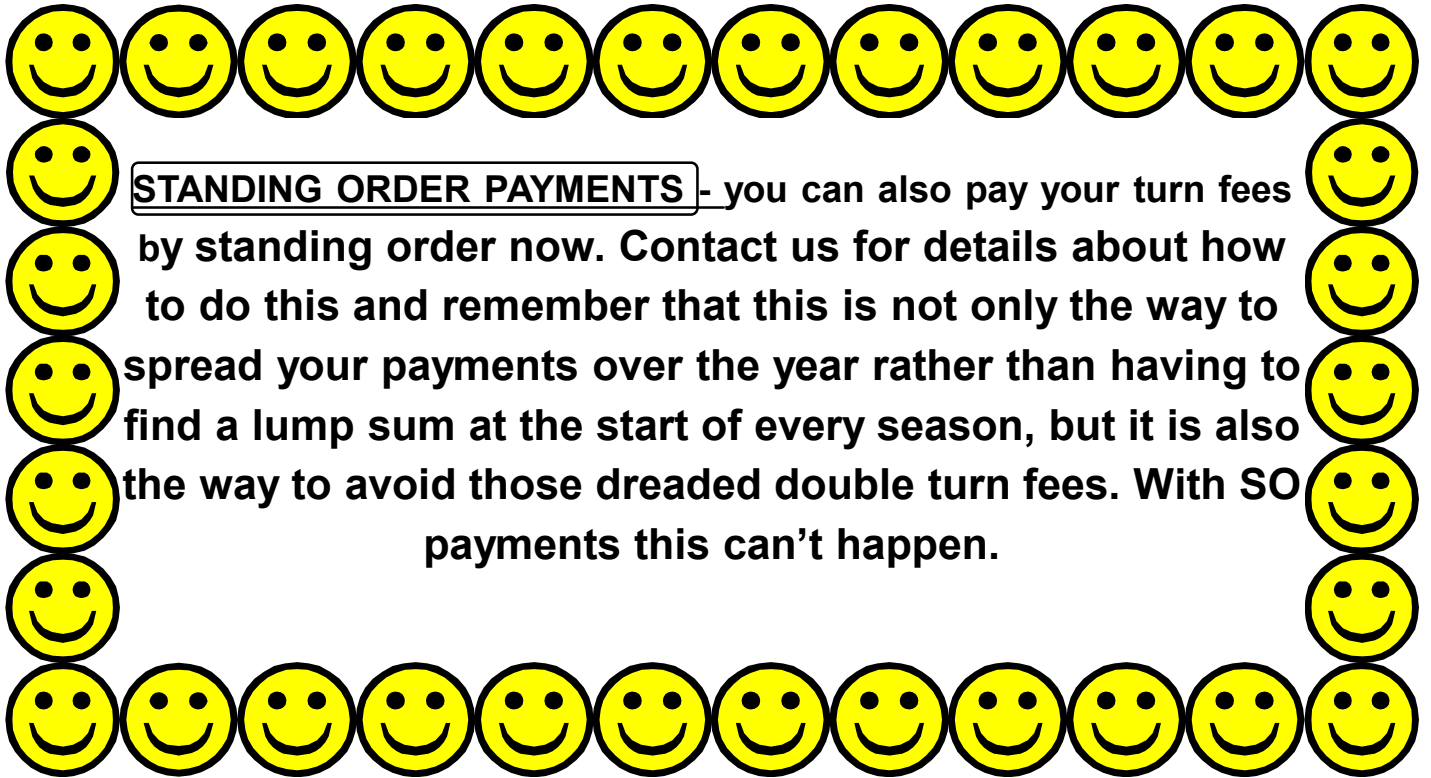 STANDING ORDER PAYMENTS - you can also pay your turn fees
by standing order now. Contact us for details about how
to do this and remember that this is not only the way to
spread your payments over the year rather than having to
find a lump sum at the start of every season, but it is also
the way to avoid those dreaded double turn fees. With SO
payments this can’t happen.